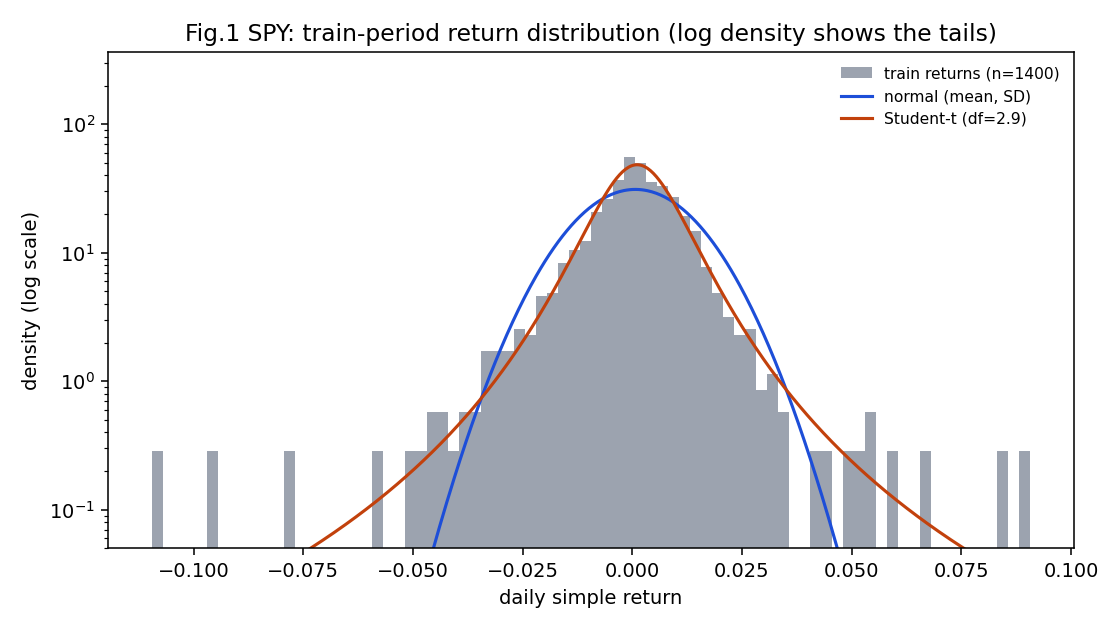 Fig.1 SPY: train-period return distribution (log density shows the tails)
train returns (n=1400)
normal (mean, SD)
Student-t (df=2.9)
density (log scale)
10²
10¹
10⁰
10⁻¹
−0.100 −0.075 −0.050 −0.025 0.000 0.025 0.050 0.075 0.100
daily simple return